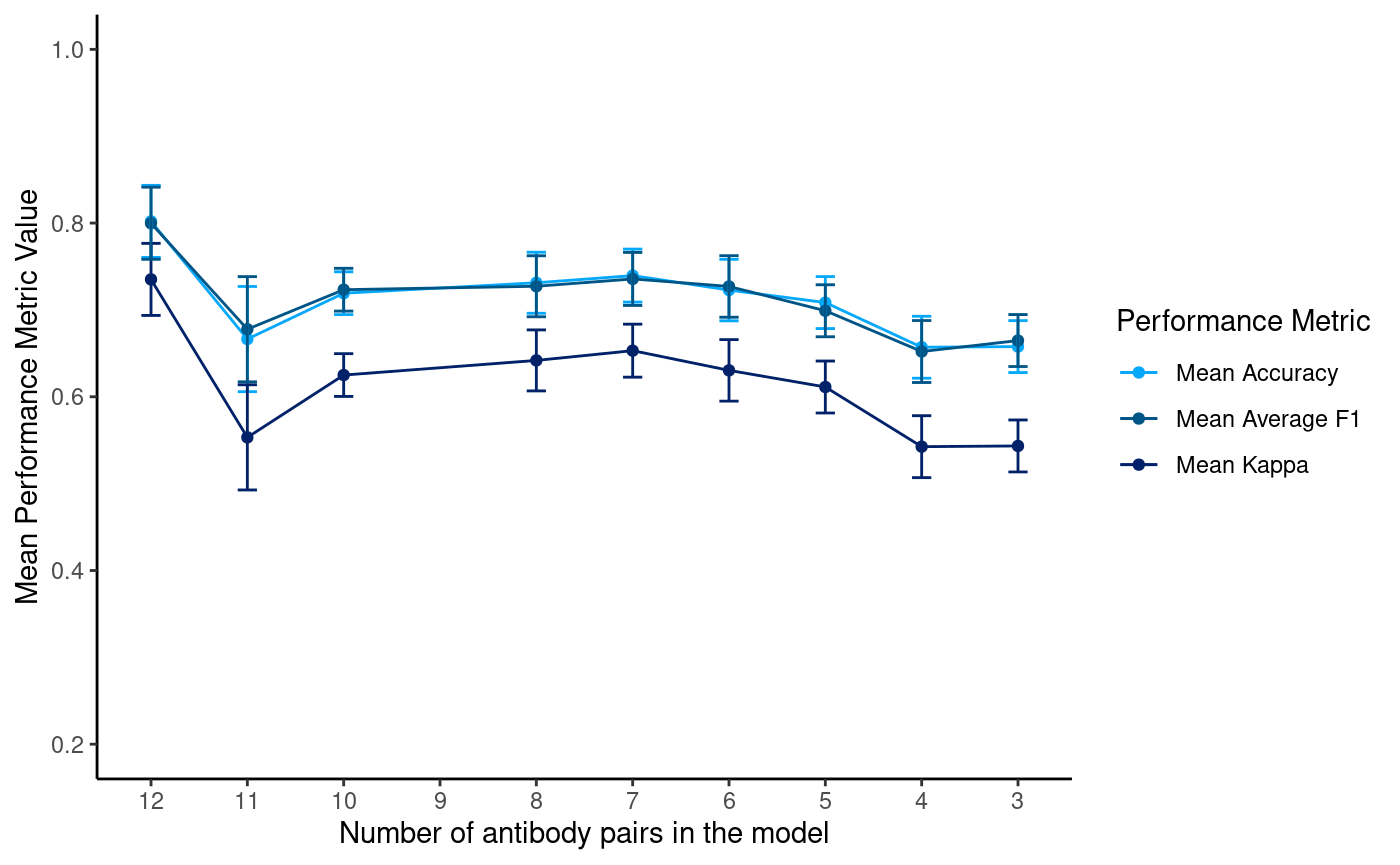 Mean Performance Metric Value
1.0
0.8
0.6
0.4
0.2
12 11 10 9 8 7 6 5 4 3
Number of antibody pairs in the model
Performance Metric
Mean Accuracy
Mean Average F1
Mean Kappa